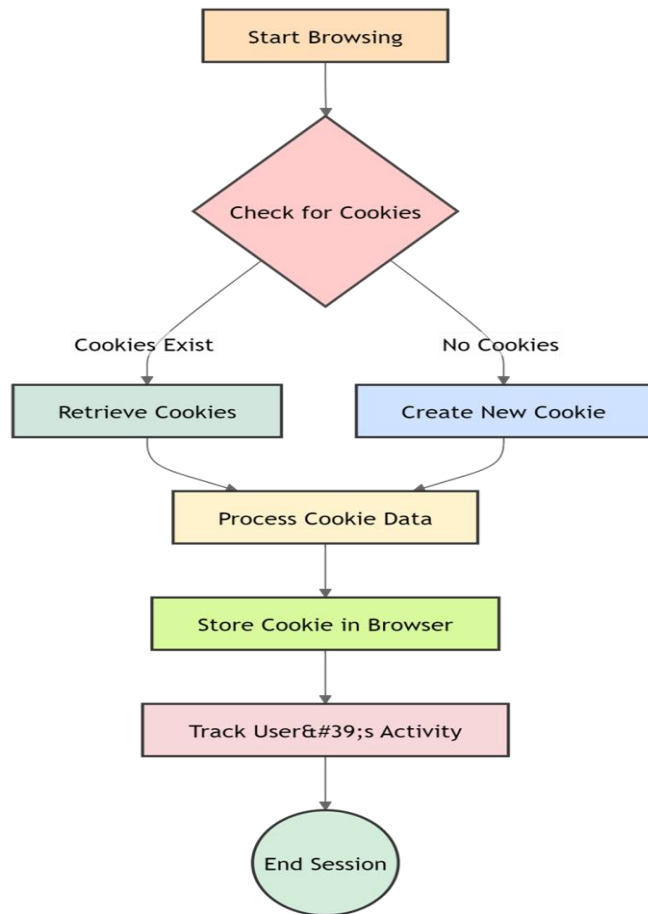 Start Browsing
Check for Cookies
Cookies Exist
No Cookies
Retrieve Cookies
Create New Cookie
Process Cookie Data
Store Cookie in Browser
Track User&#39;s Activity
End Session